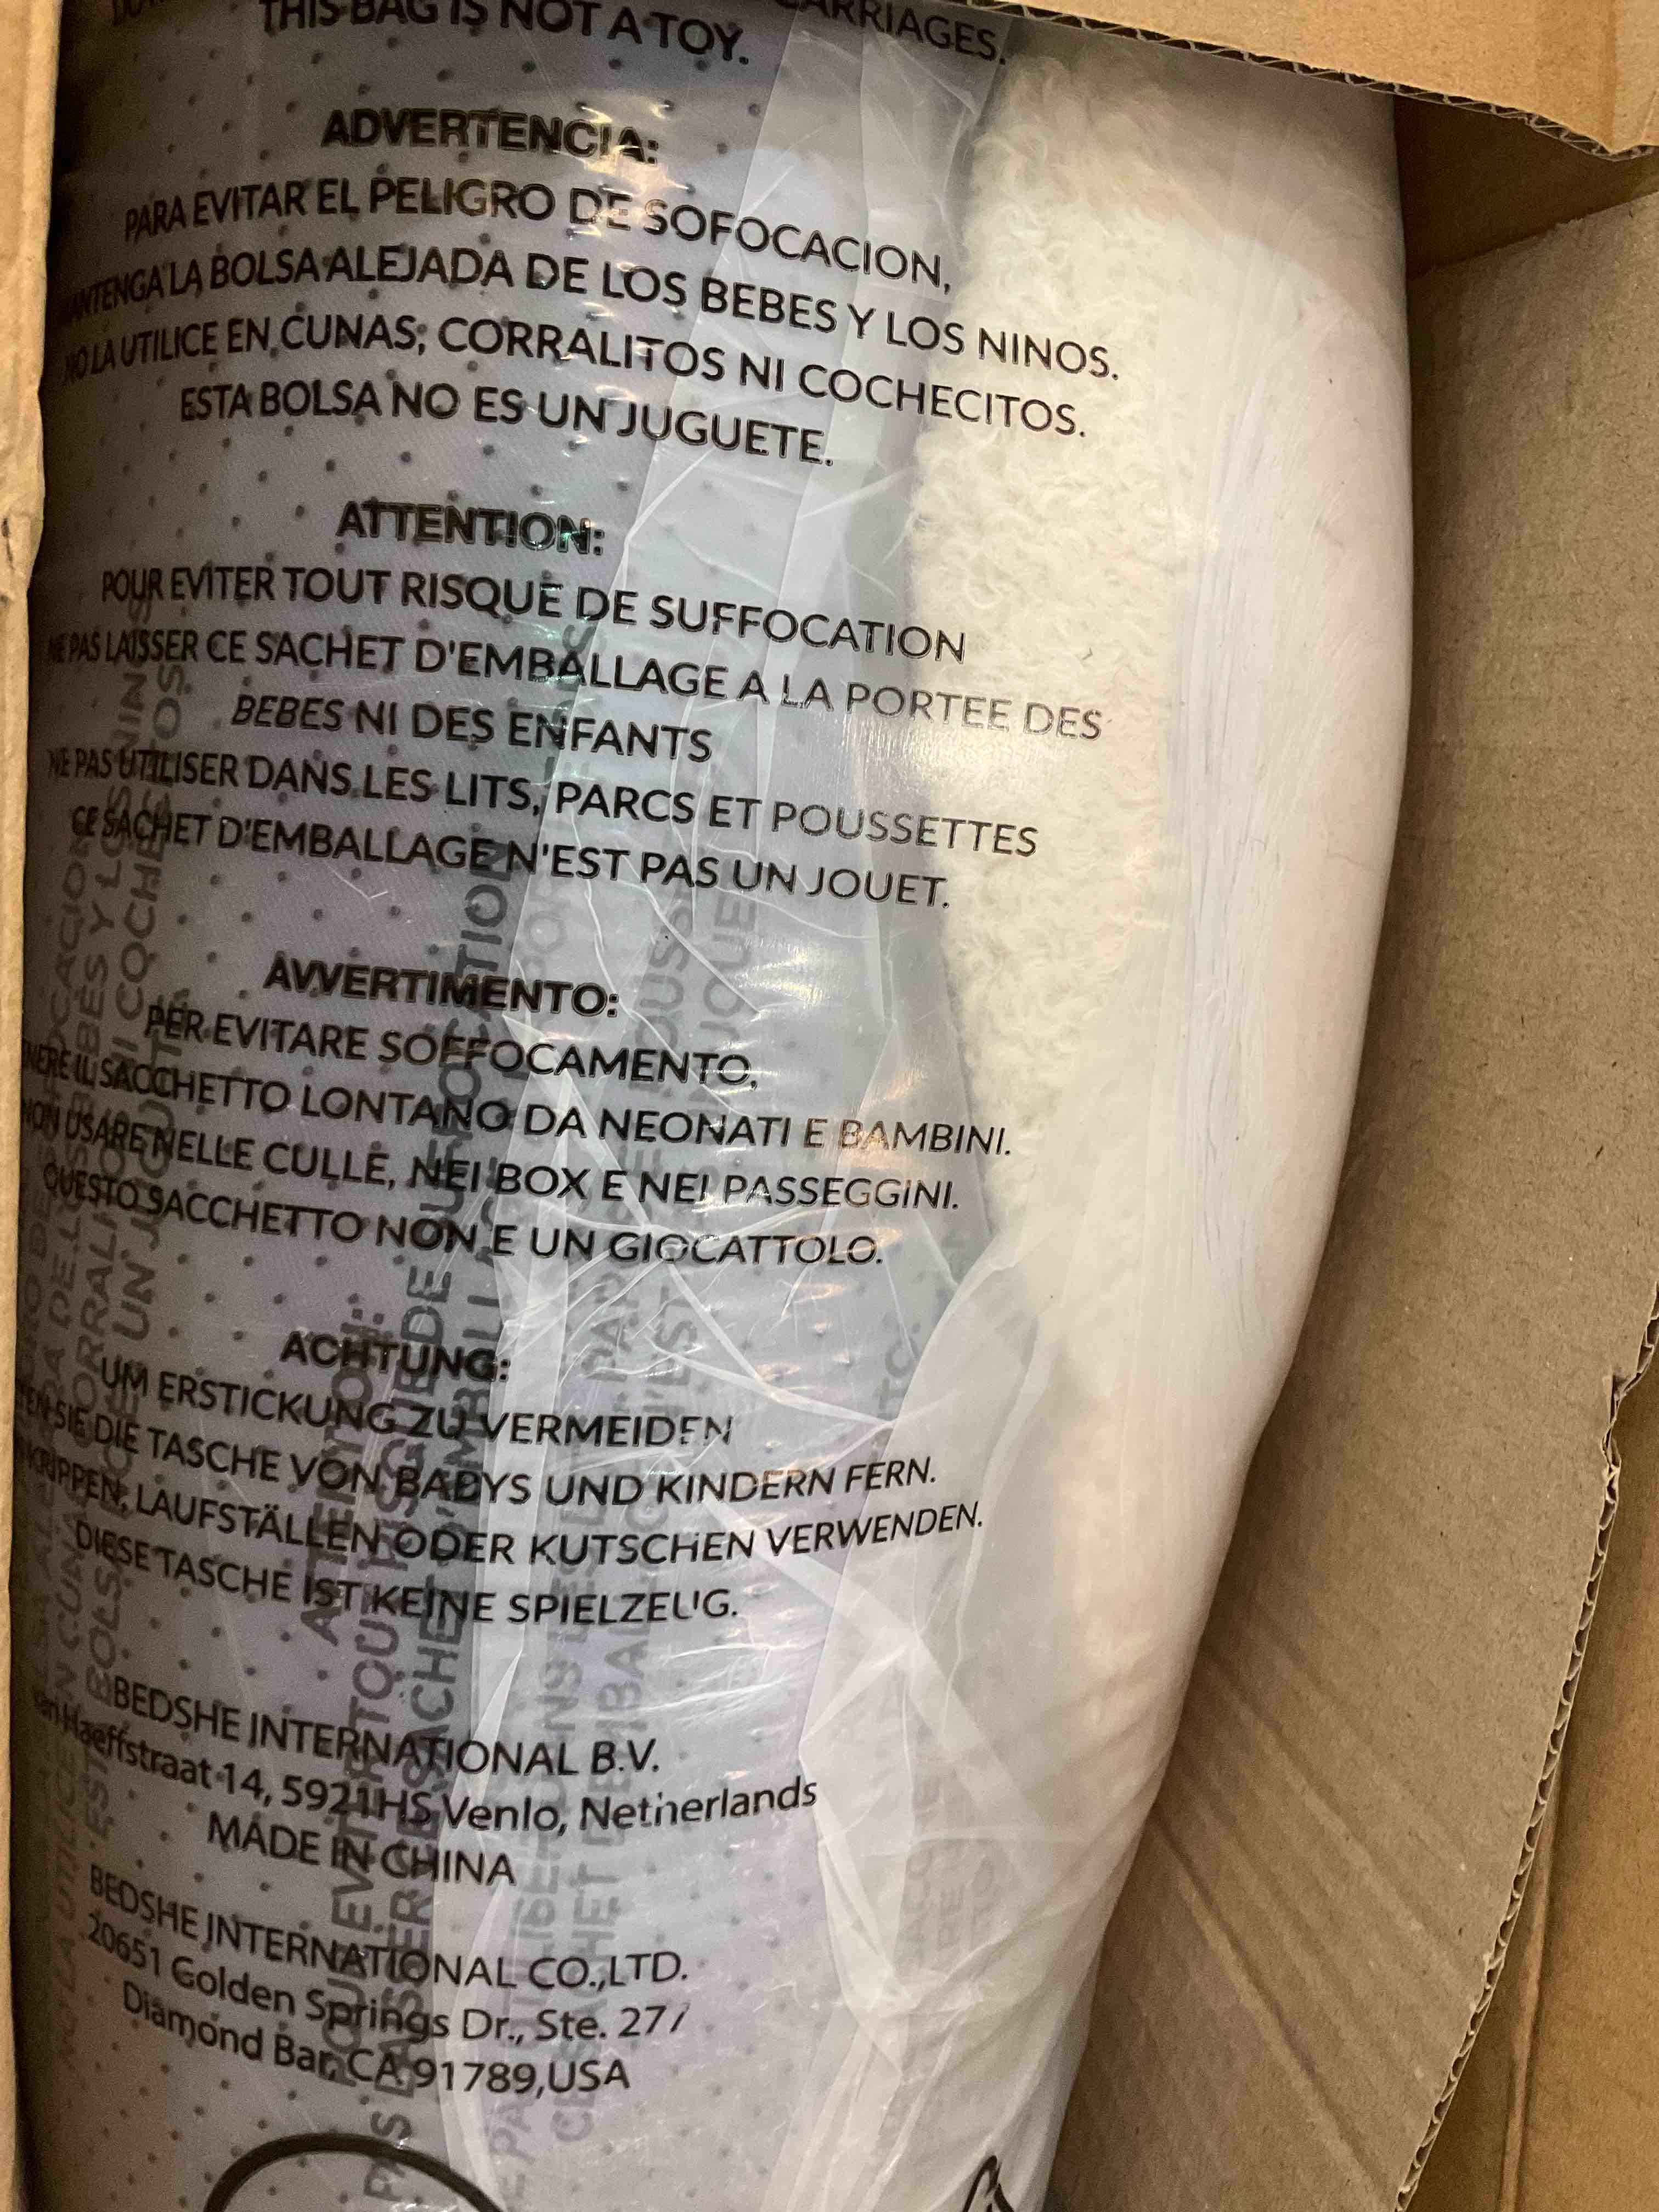 THIS BAG IS NOT A TOY.
CARRIAGES.
ADVERTENCIA:
PARA EVITAR EL PELIGRO DE SOFOCACION,
MANTENGA LA BOLSA ALEJADA DE LOS BEBES Y LOS NINOS.
NO LA UTILICE EN CUNAS, CORRALITOS NI COCHECITOS.
ESTA BOLSA NO ES UN JUGUETE.
ATTENTION:
POUR EVITER TOUT RISQUE DE SUFFOCATION
NE PAS LAISSER CE SACHET D'EMBALLAGE A LA PORTEE DES
BEBES NI DES ENFANTS
NE PAS UTILISER DANS LES LITS, PARCS ET POUSSETTES
CE SACHET D'EMBALLAGE N'EST PAS UN JOUET.
AVVERTIMENTO:
PER EVITARE SOFFOCAMENTO,
IL SACCHETTO LONTANO DA NEONATI E BAMBINI.
NON USARE NELLE CULLE, NEI BOX E NEI PASSEGGINI.
QUESTO SACCHETTO NON E UN GIOCATTOLO.
ACHTUNG:
UM ERSTICKUNG ZU VERMEIDEN
SIE DIE TASCHE VON BABYS UND KINDERN FERN.
LAUFSTÄLLEN ODER KUTSCHEN VERWENDEN.
DIESE TASCHE IST KEINE SPIELZEUG.
BEDSHE INTERNATIONAL B.V.
Haeffstraat 14, 5921HS Venlo, Netherlands
MADE IN CHINA
BEDSHE INTERNATIONAL CO.,LTD.
20651 Golden Springs Dr., Ste. 277
Diamond Bar, CA 91789,USA